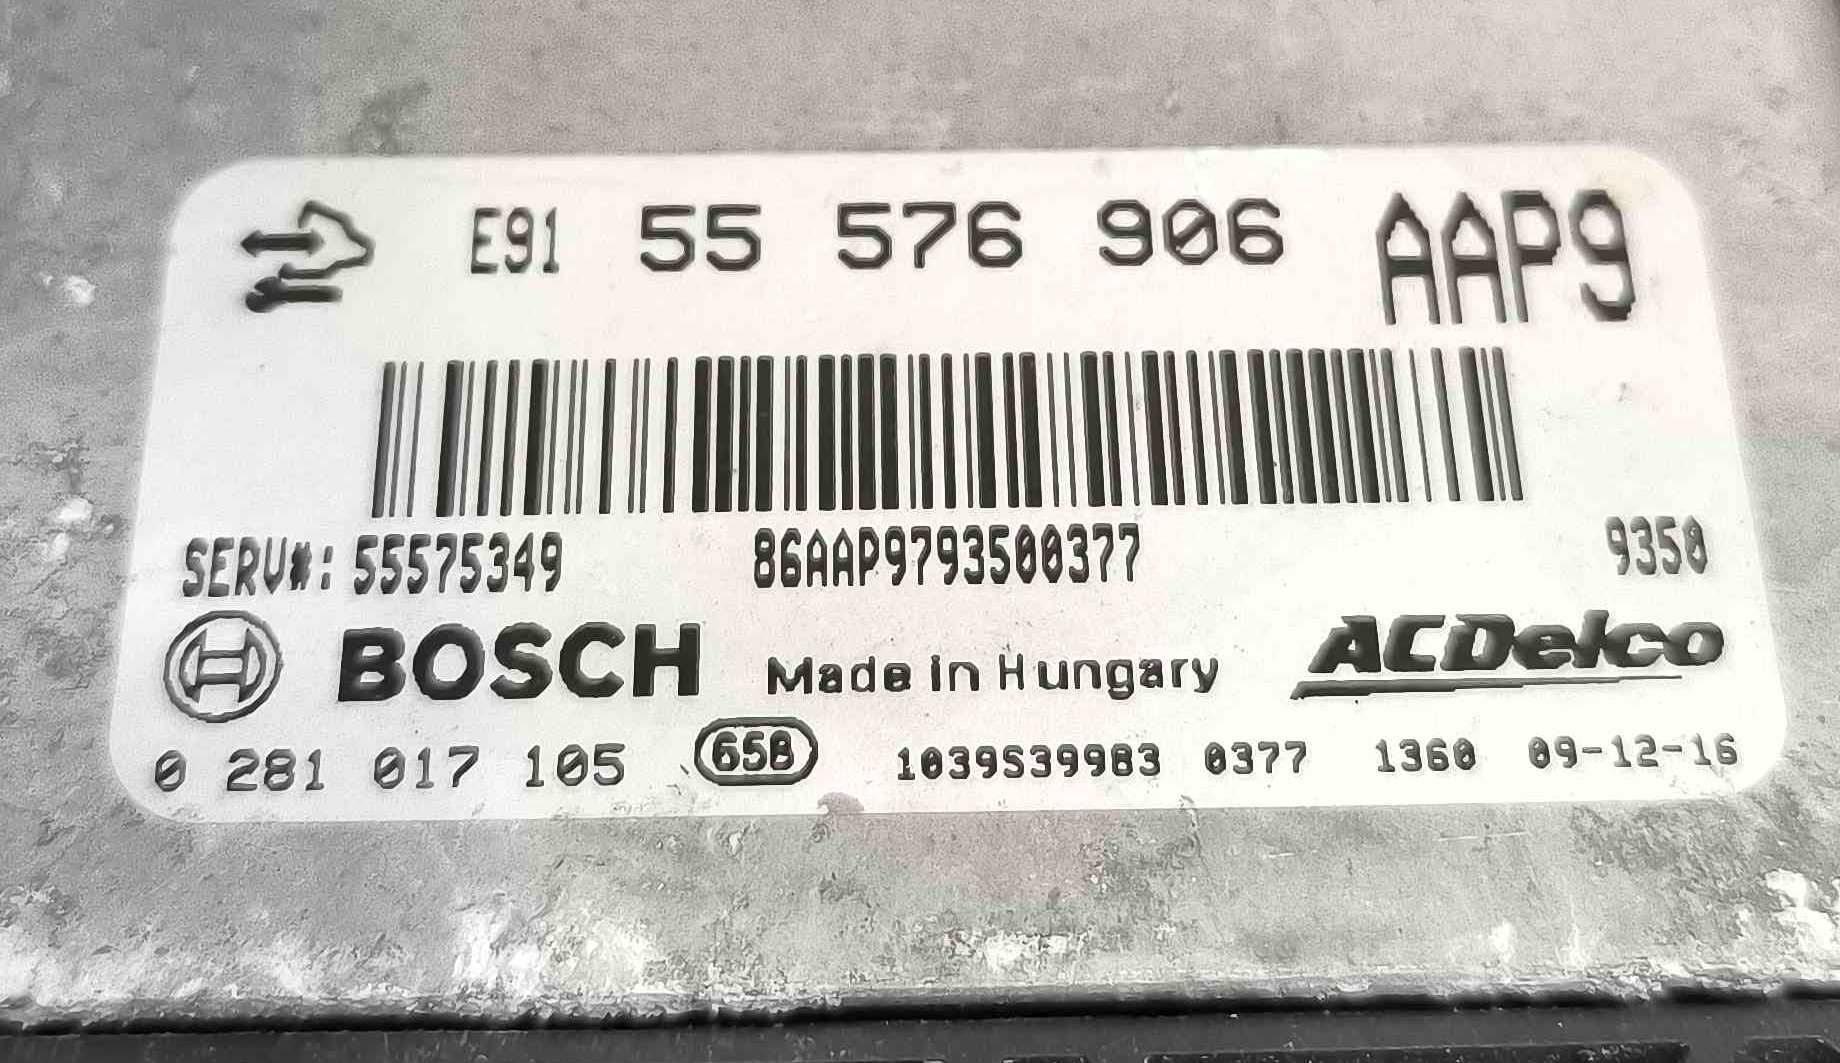 E91 55 576 906 AAP9
SERV#: 55575349 86AAP9793500377 9350
BOSCH Made in Hungary ACDelco
0 281 017 105 65B 1039S39983 0377 1360 09-12-16